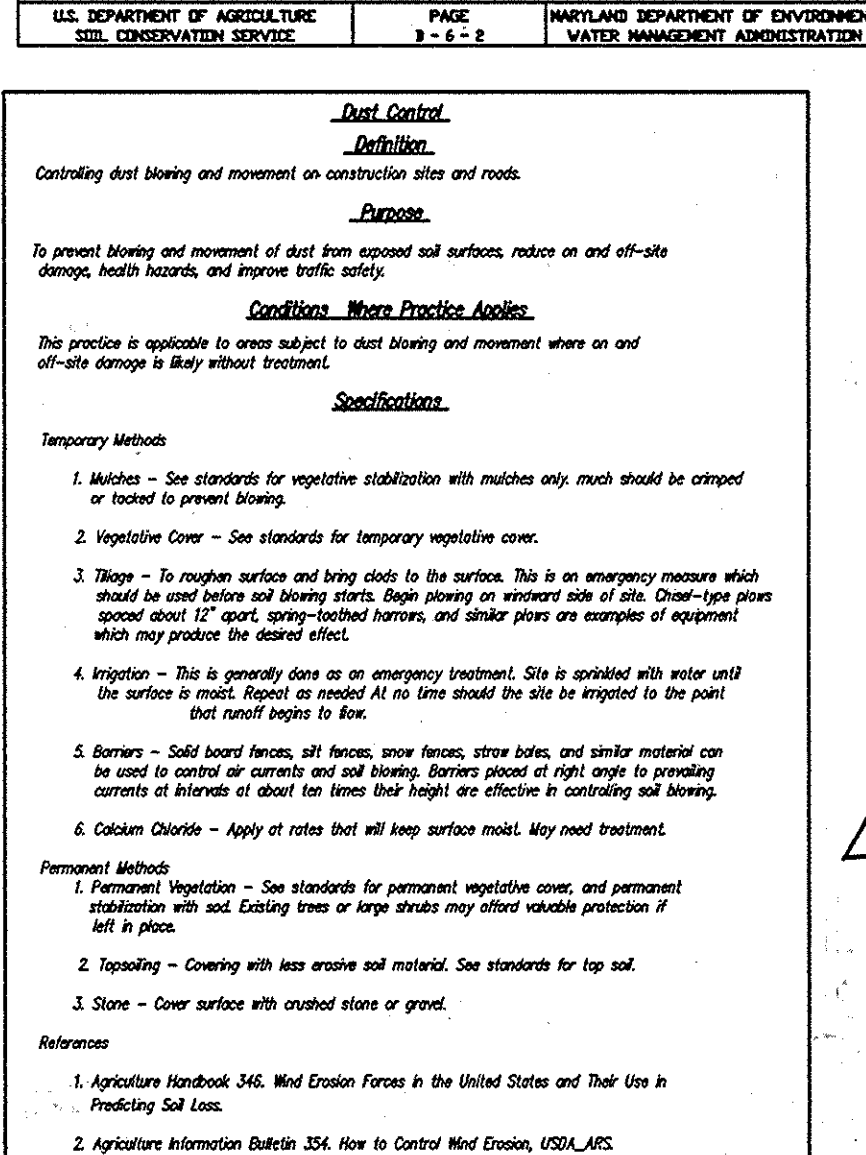 U.S. DEPARTMENT OF AGRICULTURE
SOIL CONSERVATION SERVICE
PAGE
D - 6 - 2
MARYLAND DEPARTMENT OF ENVIRONMEN
WATER MANAGEMENT ADMINISTRATION
Dust Control
Definition
Controlling dust blowing and movement on construction sites and roads.
Purpose
To prevent blowing and movement of dust from exposed soil surfaces, reduce on and off-site
damage, health hazards, and improve traffic safety.
Conditions Where Practice Applies
This practice is applicable to areas subject to dust blowing and movement where on and
off-site damage is likely without treatment.
Specifications
Temporary Methods
1. Mulches - See standards for vegetative stabilization with mulches only. much should be crimped
or tacked to prevent blowing.
2. Vegetative Cover - See standards for temporary vegetative cover.
3. Tillage - To roughen surface and bring clods to the surface. This is an emergency measure which
should be used before soil blowing starts. Begin plowing on windward side of site. Chisel-type plows
spaced about 12" apart, spring-toothed harrows, and similar plows are examples of equipment
which may produce the desired effect.
4. Irrigation - This is generally done as an emergency treatment. Site is sprinkled with water until
the surface is moist. Repeat as needed At no time should the site be irrigated to the point
that runoff begins to flow.
5. Barriers - Solid board fences, silt fences, snow fences, straw bales, and similar material can
be used to control air currents and soil blowing. Barriers placed at right angle to prevailing
currents at intervals at about ten times their height are effective in controlling soil blowing.
6. Calcium Chloride - Apply at rates that will keep surface moist. May need treatment.
Permanent Methods
1. Permanent Vegetation - See standards for permanent vegetative cover, and permanent
stabilization with sod. Existing trees or large shrubs may afford valuable protection if
left in place.
2. Topsoiling - Covering with less erosive soil material. See standards for top soil.
3. Stone - Cover surface with crushed stone or gravel.
References
1. Agriculture Handbook 346. Wind Erosion Forces in the United States and Their Use in
Predicting Soil Loss.
2. Agriculture Information Bulletin 354. How to Control Wind Erosion, USDA_ARS.